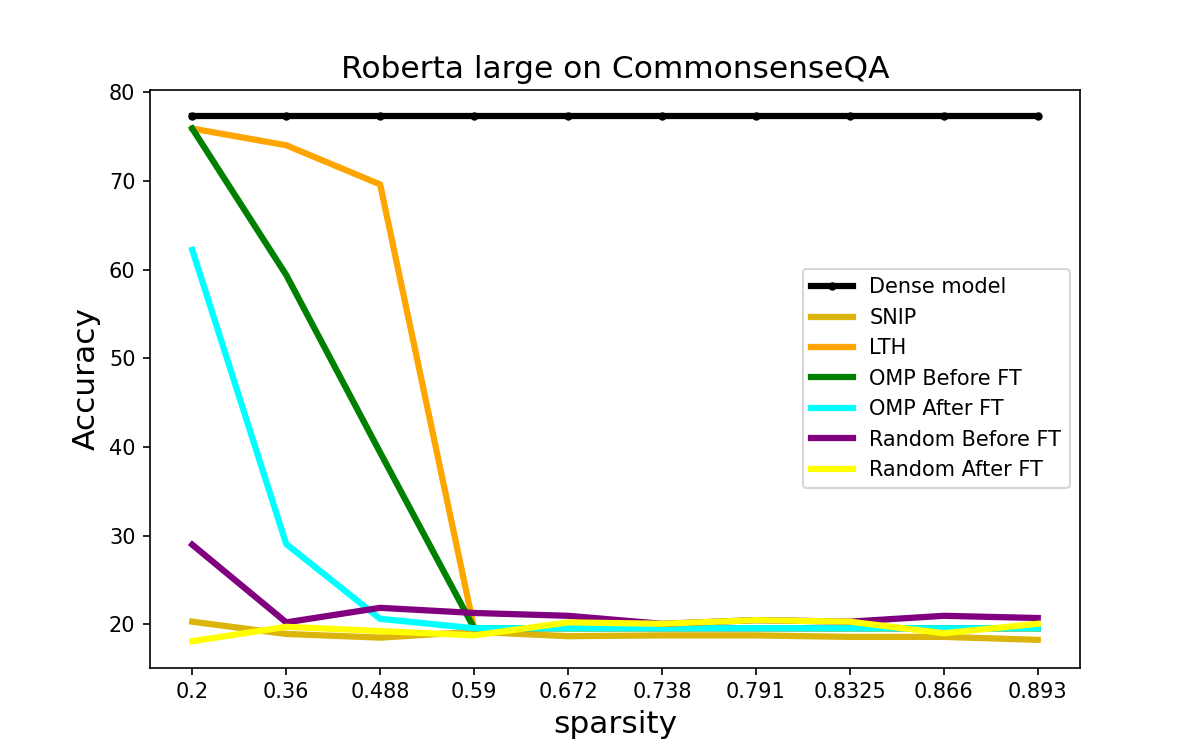 Roberta large on CommonsenseQA
80
70
60
50
40
30
20
Accuracy
Dense model
SNIP
LTH
OMP Before FT
OMP After FT
Random Before FT
Random After FT
0.2 0.36 0.488 0.59 0.672 0.738 0.791 0.8325 0.866 0.893
sparsity